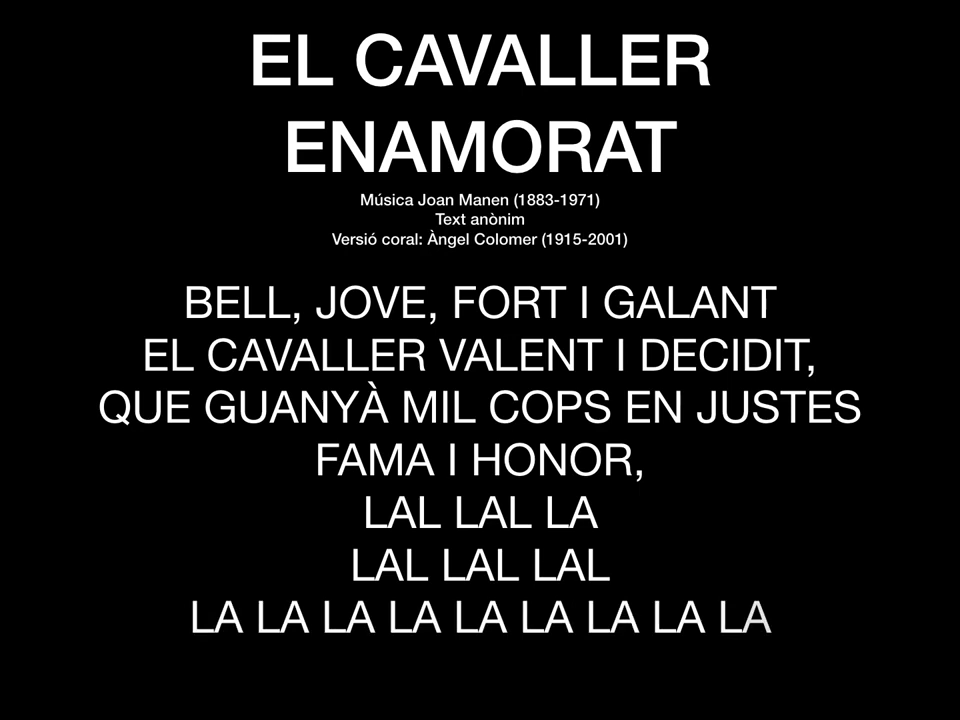 EL CAVALLER
ENAMORAT
Música Joan Manen (1883-1971)
Text anònim
Versió coral: Àngel Colomer (1915-2001)
BELL, JOVE, FORT I GALANT
EL CAVALLER VALENT I DECIDIT,
QUE GUANYÀ MIL COPS EN JUSTES
FAMA I HONOR,
LAL LAL LA
LAL LAL LAL
LA LA LA LA LA LA LA LA LA